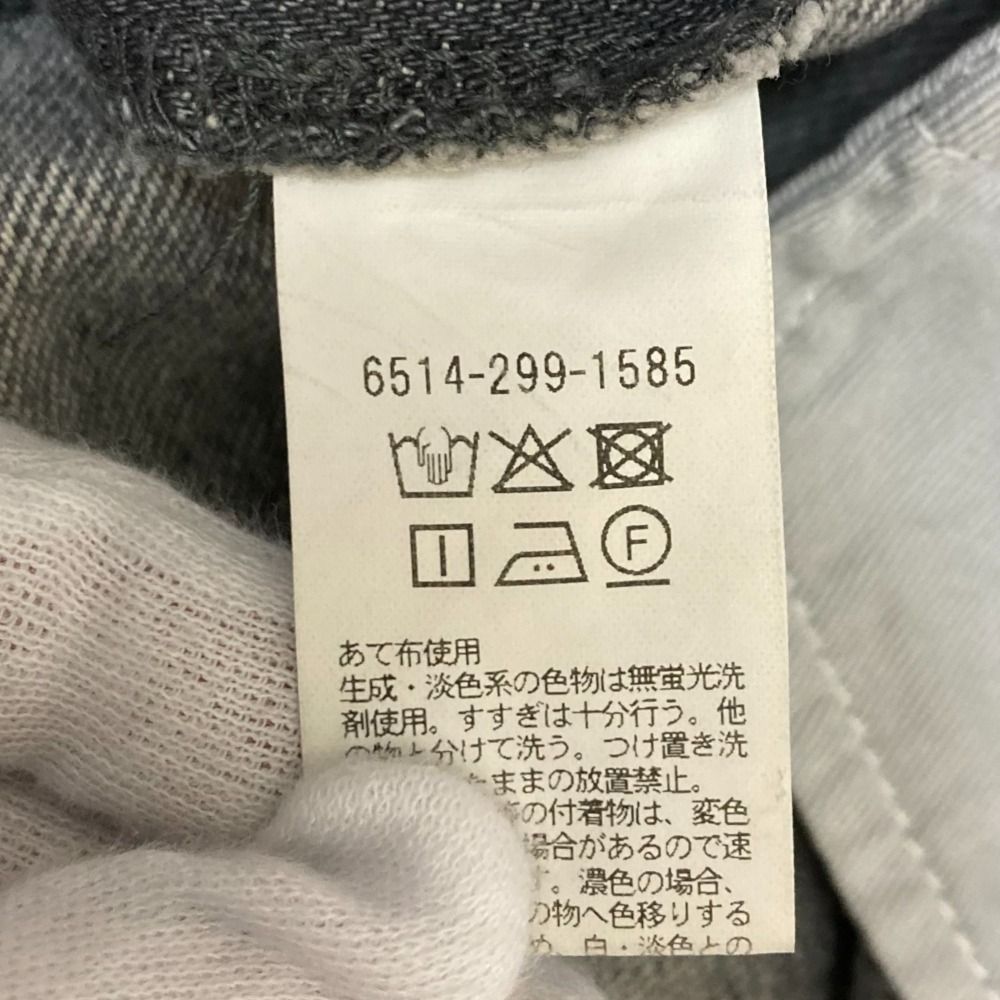 6514-299-1585
F
あて布使用
生成・淡色系の色物は無蛍光洗
剤使用。すすぎは十分行う。他
の物と分けて洗う。つけ置き洗
たままの放置禁止。
の付着物は、変色
場合があるので速
す。濃色の場合、
の物へ色移りする
め、白・淡色との